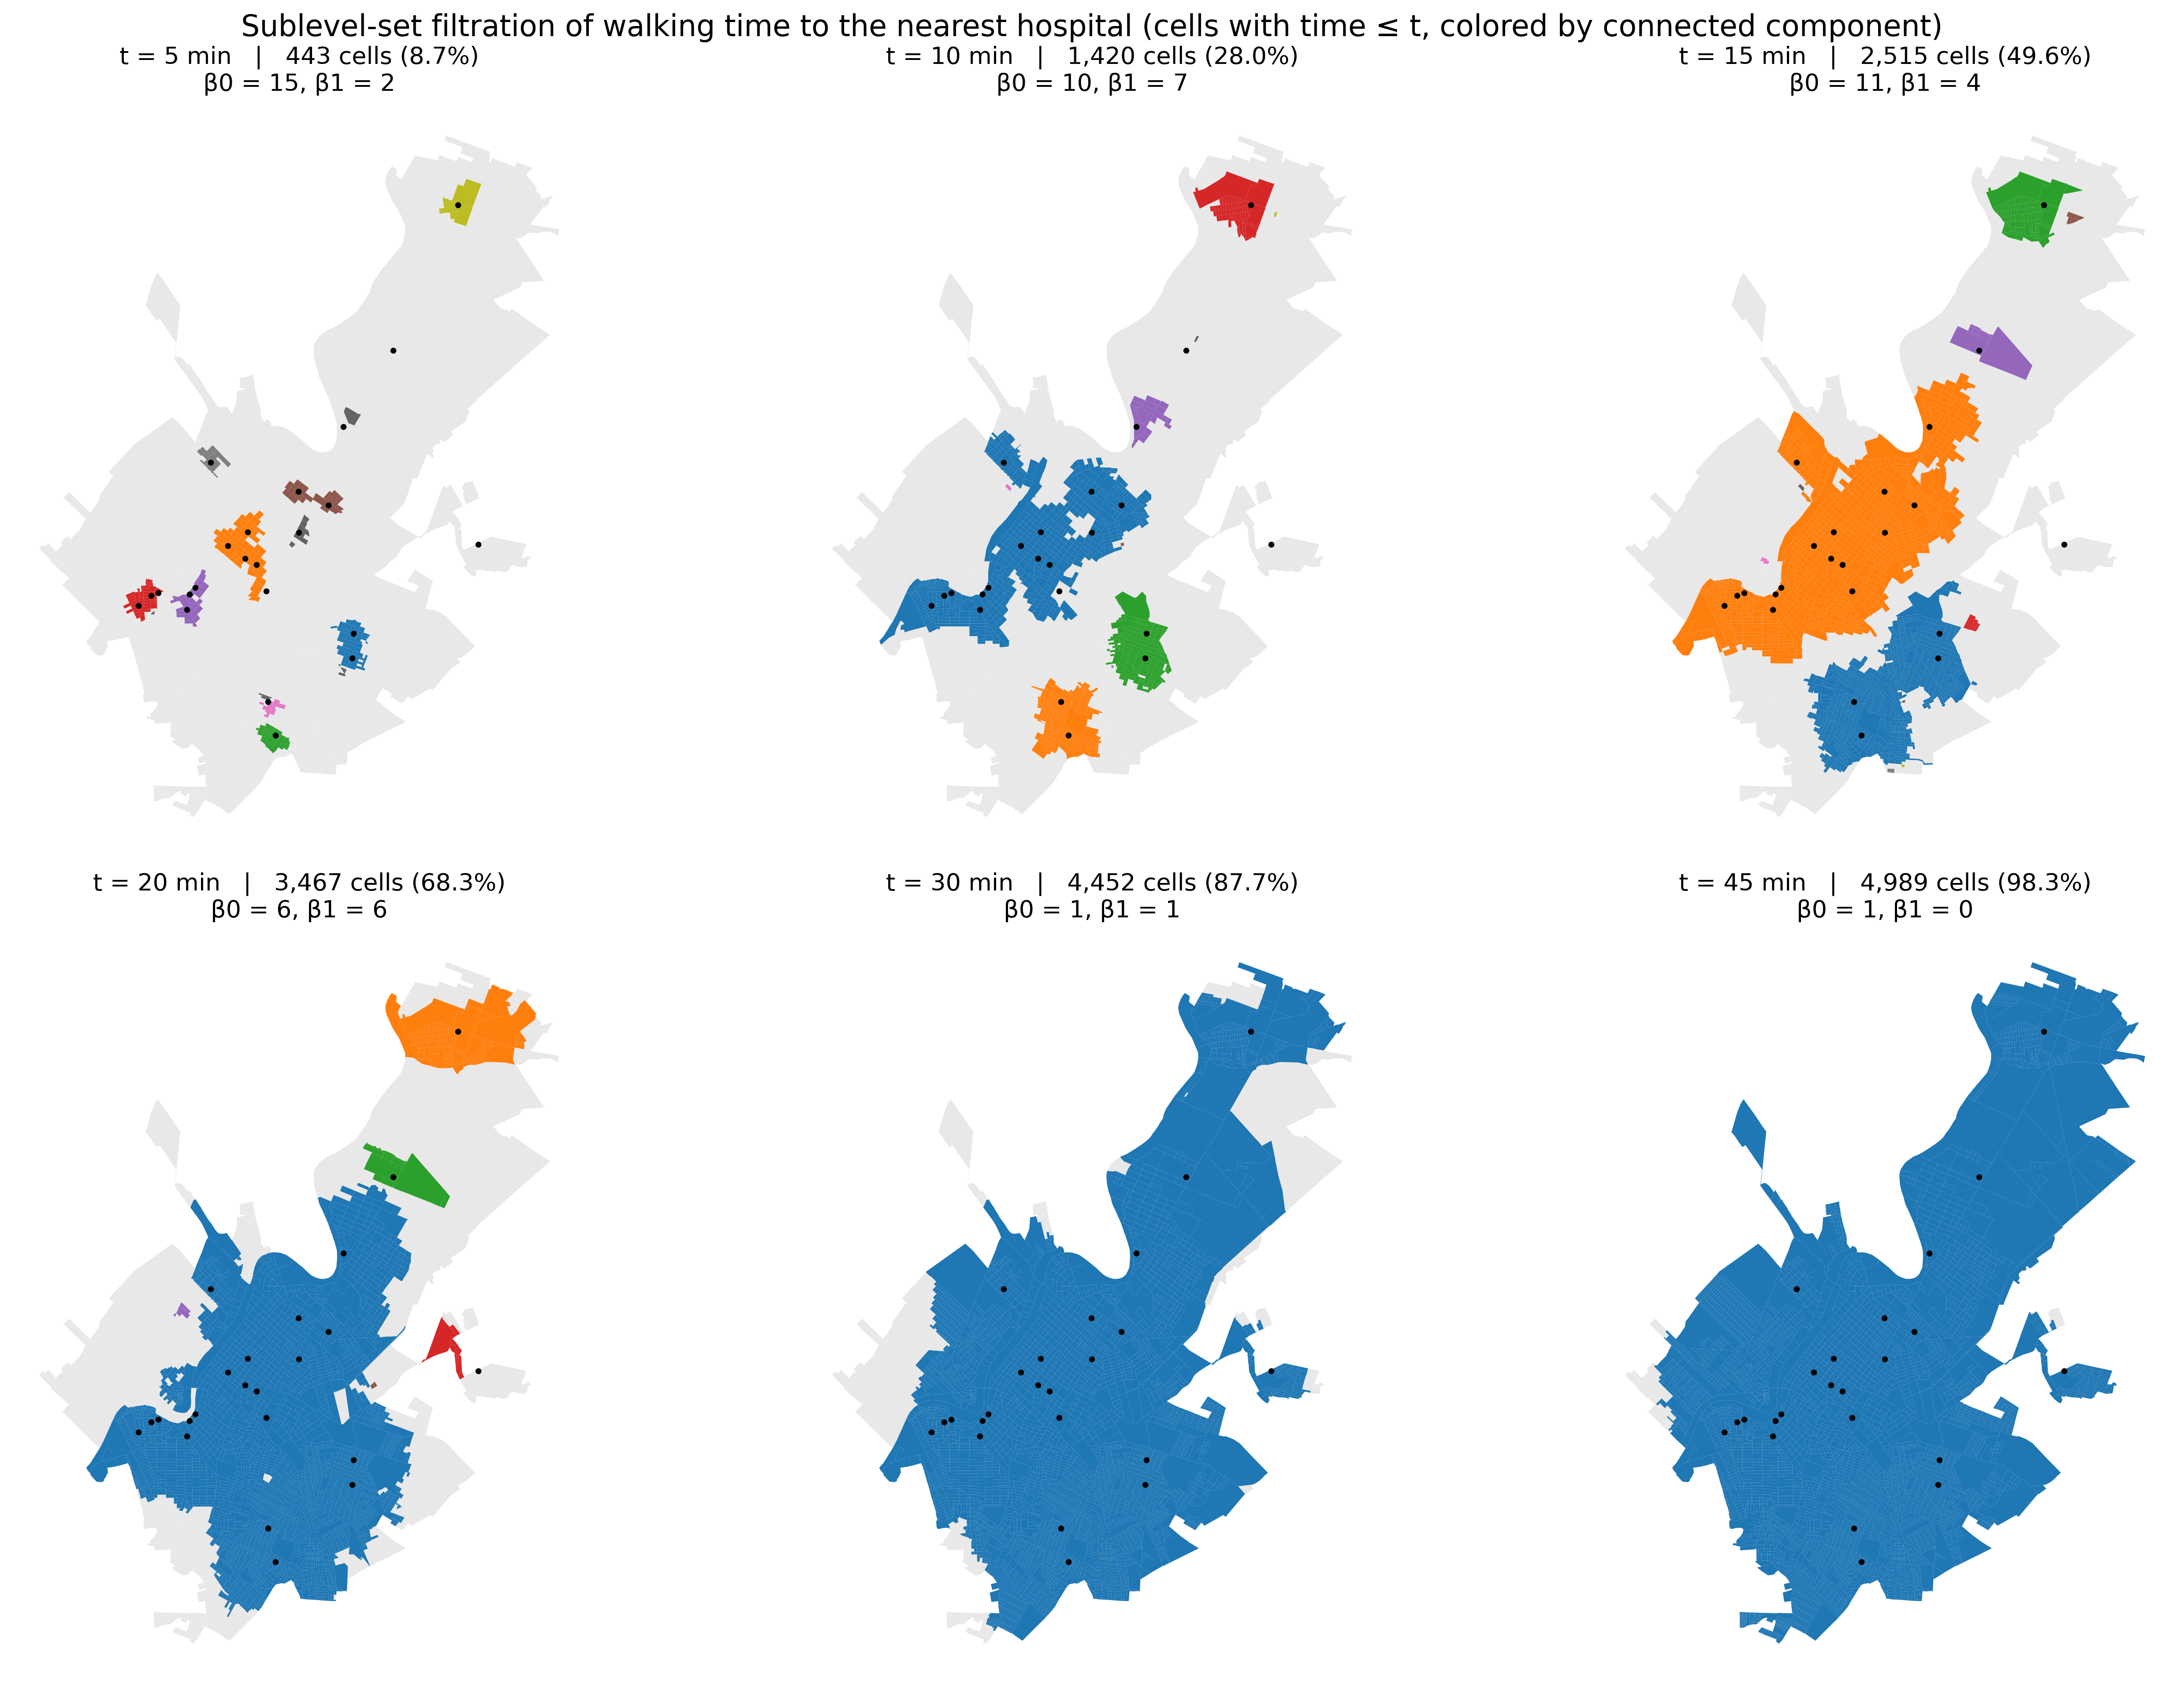 Sublevel-set filtration of walking time to the nearest hospital (cells with time ≤ t, colored by connected component)
t = 5 min | 443 cells (8.7%)
β0 = 15, β1 = 2
t = 10 min | 1,420 cells (28.0%)
β0 = 10, β1 = 7
t = 15 min | 2,515 cells (49.6%)
β0 = 11, β1 = 4
t = 20 min | 3,467 cells (68.3%)
β0 = 6, β1 = 6
t = 30 min | 4,452 cells (87.7%)
β0 = 1, β1 = 1
t = 45 min | 4,989 cells (98.3%)
β0 = 1, β1 = 0